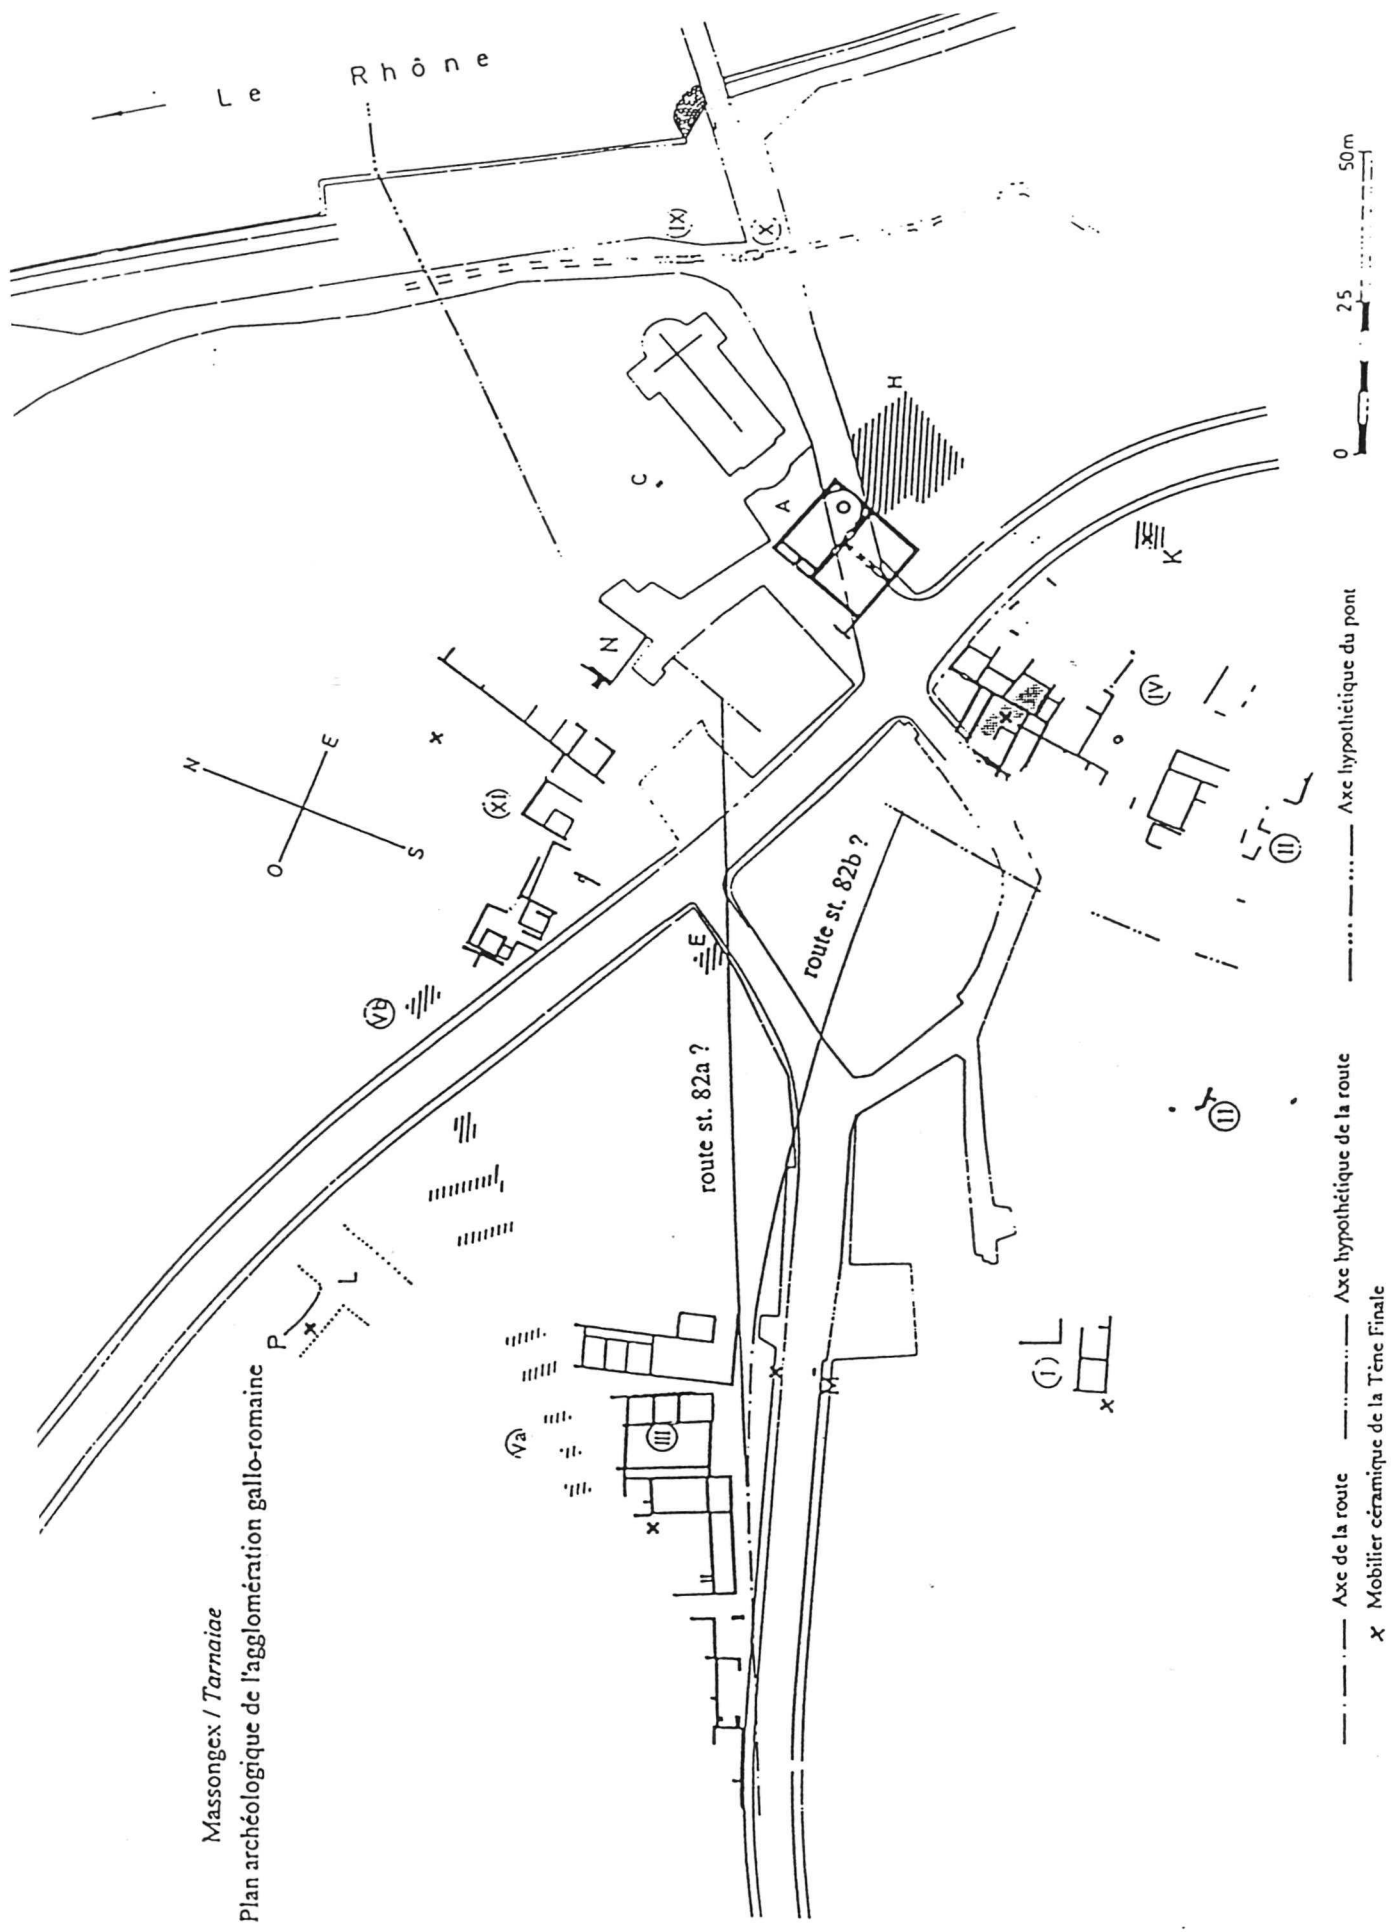 Massongex / Tarnaiae
Plan archéologique de l'agglomération gallo-romaine
Le Rhône
N
O
E
S
C
A
H
N
K
E
P
L
M
(IX)
(X)
(XI)
(Vb)
(Va)
(III)
(IV)
(II)
(II)
(I)
route st. 82a ?
route st. 82b ?
0 25 50m
Axe de la route
Axe hypothétique de la route
Axe hypothétique du pont
x Mobilier céramique de la Tène Finale